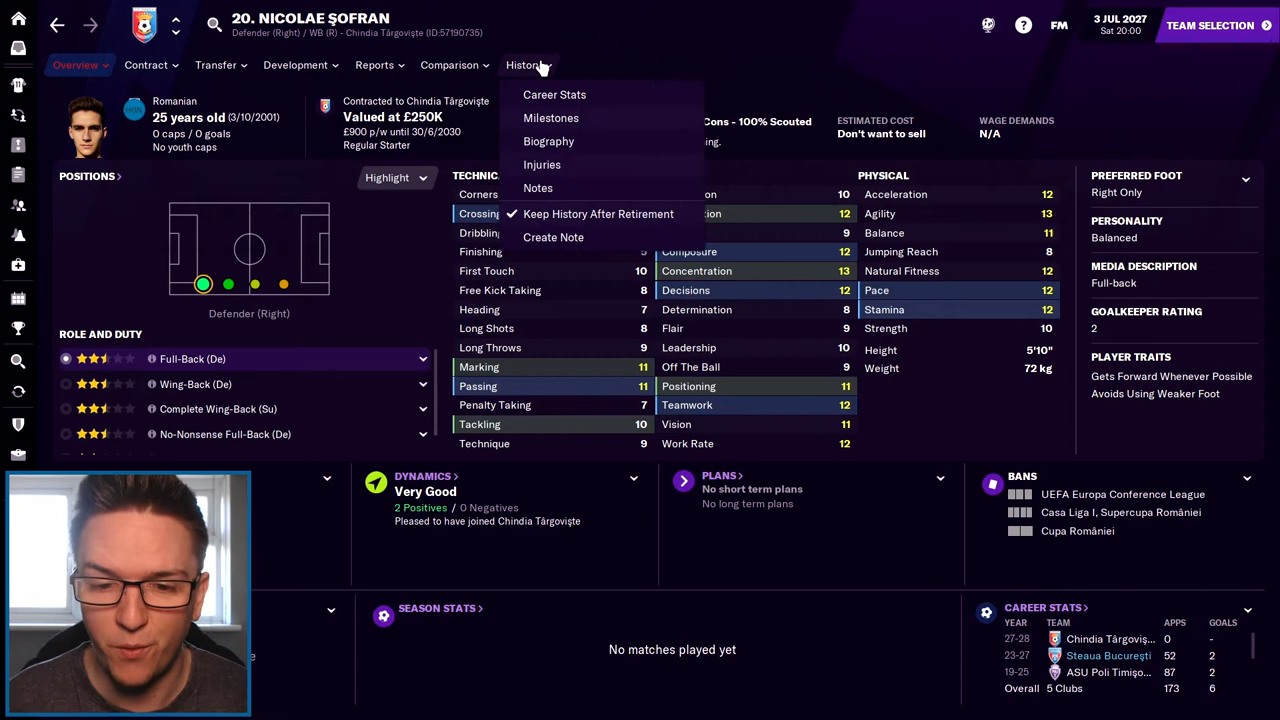 20. NICOLAE ȘOFRAN
Defender (Right) / WB (R) - Chindia Târgoviște (ID:57190735)
FM
3 JUL 2027
Sat 20:00
TEAM SELECTION
Overview
Contract
Transfer
Development
Reports
Comparison
History
Career Stats
Milestones
Biography
Injuries
Notes
Keep History After Retirement
Create Note
Romanian
25 years old (3/10/2001)
0 caps / 0 goals
No youth caps
HGN
Contracted to Chindia Târgoviște
Valued at £250K
£900 p/w until 30/6/2030
Regular Starter
Cons - 100% Scouted
ESTIMATED COST
Don't want to sell
WAGE DEMANDS
N/A
POSITIONS
Highlight
Defender (Right)
ROLE AND DUTY
Full-Back (De)
Wing-Back (De)
Complete Wing-Back (Su)
No-Nonsense Full-Back (De)
TECHNIC
Corners
Crossing
Dribbling
Finishing 5
First Touch 10
Free Kick Taking 8
Heading 7
Long Shots 8
Long Throws 9
Marking 11
Passing 11
Penalty Taking 7
Tackling 10
Technique 9
10
12
9
Composure 12
Concentration 13
Decisions 12
Determination 8
Flair 9
Leadership 10
Off The Ball 9
Positioning 11
Teamwork 12
Vision 11
Work Rate 12
PHYSICAL
Acceleration 12
Agility 13
Balance 11
Jumping Reach 8
Natural Fitness 12
Pace 12
Stamina 12
Strength 10
Height 5'10"
Weight 72 kg
PREFERRED FOOT
Right Only
PERSONALITY
Balanced
MEDIA DESCRIPTION
Full-back
GOALKEEPER RATING
2
PLAYER TRAITS
Gets Forward Whenever Possible
Avoids Using Weaker Foot
DYNAMICS
Very Good
2 Positives / 0 Negatives
Pleased to have joined Chindia Târgoviște
PLANS
No short term plans
No long term plans
BANS
UEFA Europa Conference League
Casa Liga I, Supercupa României
Cupa României
SEASON STATS
No matches played yet
CAREER STATS
YEAR TEAM APPS GOALS
27-28 Chindia Târgoviș... 0 -
23-27 Steaua București 52 2
19-25 ASU Poli Timișo... 87 2
Overall 5 Clubs 173 6